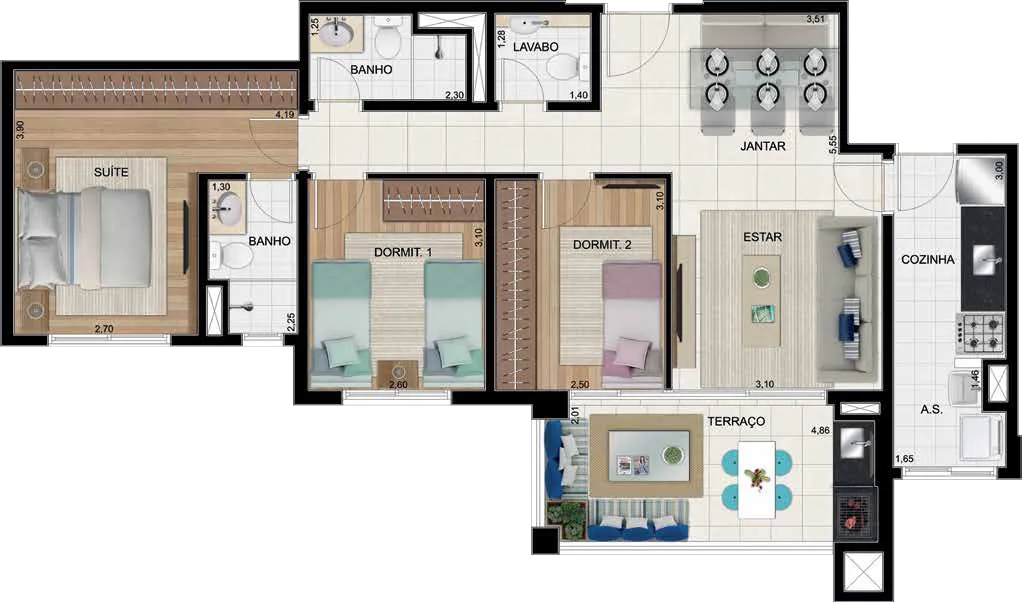 1,25
BANHO
2,30
1,28
LAVABO
1,40
3,51
JANTAR
5,55
3,90
4,19
SUÍTE
2,70
1,30
BANHO
2,25
DORMIT. 1
3,10
2,60
DORMIT. 2
3,10
2,50
ESTAR
3,10
3,00
COZINHA
1,46
A.S.
1,65
2,01
TERRAÇO
4,86